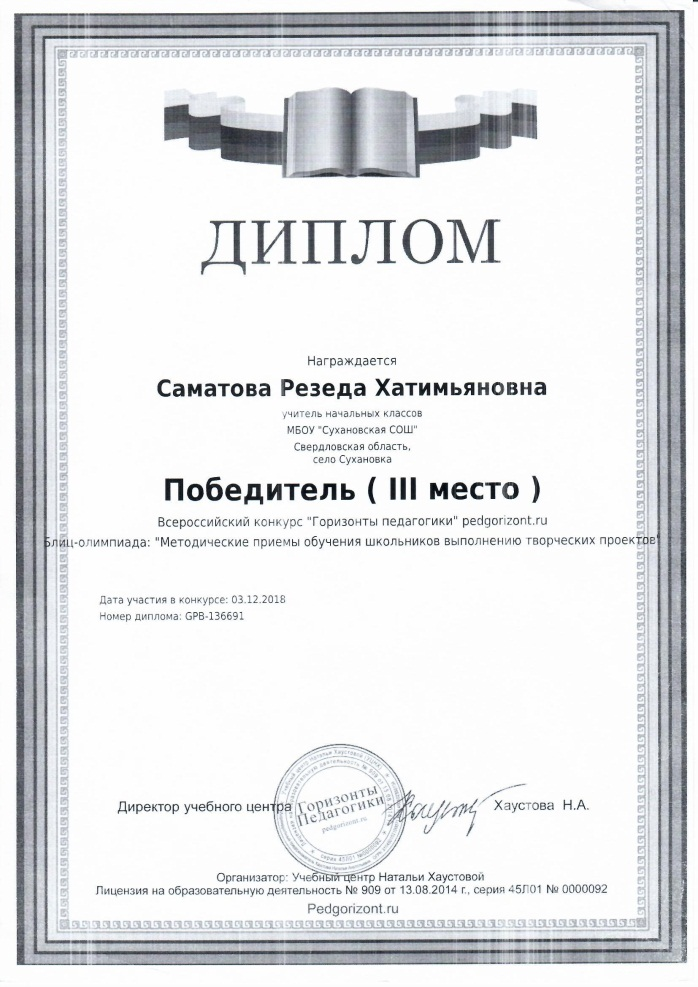 ДИПЛОМ
Награждается
Саматова Резеда Хатимьяновна
учитель начальных классов
МБОУ "Сухановская СОШ"
Свердловская область,
село Сухановка
Победитель ( III место )
Всероссийский конкурс "Горизонты педагогики" pedgorizont.ru
Блиц-олимпиада: "Методические приемы обучения школьников выполнению творческих проектов"
Дата участия в конкурсе: 03.12.2018
Номер диплома: GPB-136691
Директор учебного центра
Горизонты
Педагогики
pedgorizont.ru
Хаустова Н.А.
Организатор: Учебный центр Натальи Хаустовой
Лицензия на образовательную деятельность № 909 от 13.08.2014 г., серия 45Л01 № 0000092
Pedgorizont.ru